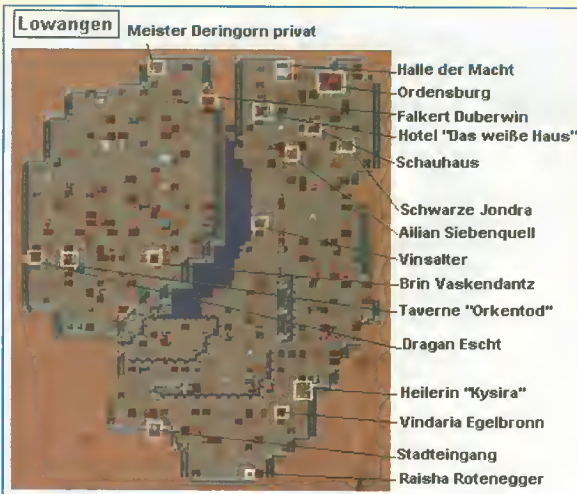 Lowangen
Meister Deringorn privat
Halle der Macht
Ordensburg
Falkert Duberwin
Hotel "Das weiße Haus"
Schauhaus
Schwarze Jondra
Ailian Siebenquell
Vinsalter
Brin Vaskendantz
Taverne "Orkentod"
Dragan Escht
Heilerin "Kysira"
Vindaria Egelbronn
Stadteingang
Raisha Rotenegger